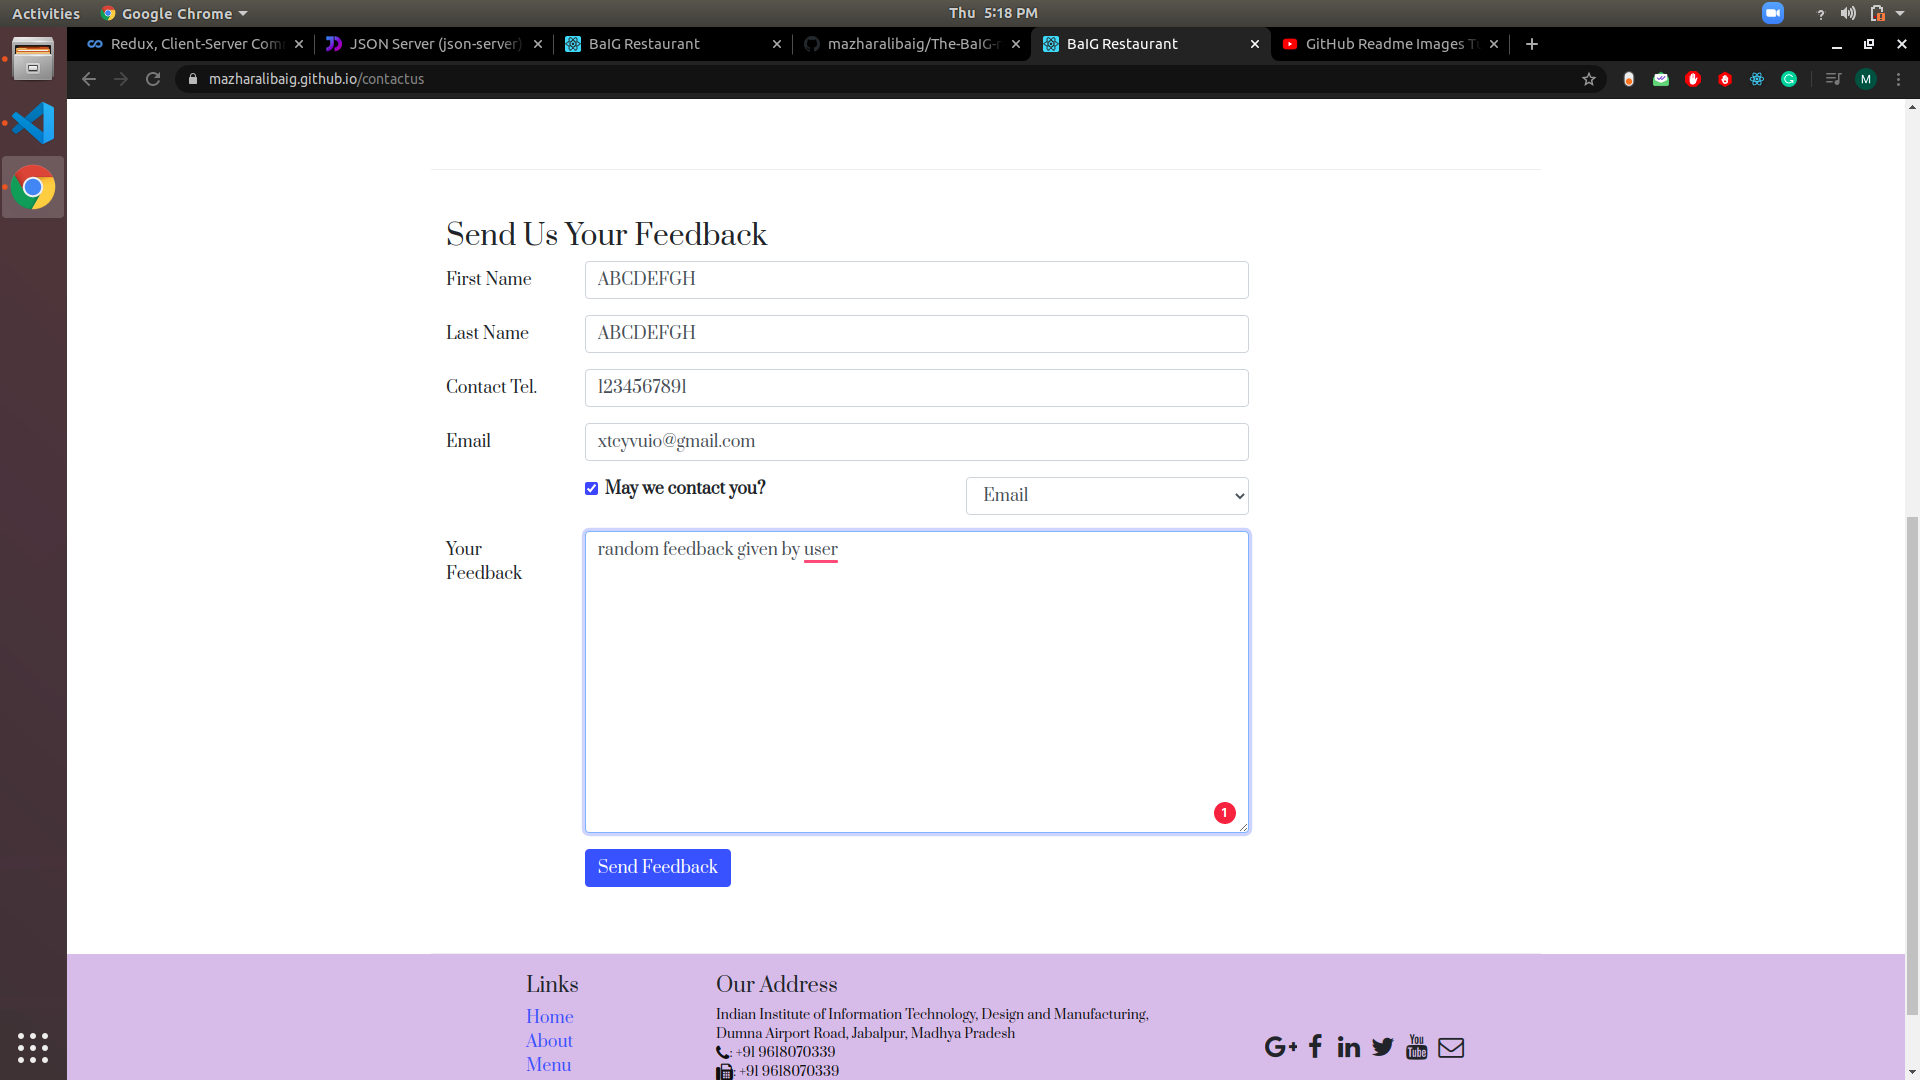 Activities Google Chrome Thu 5:18 PM ?
Redux, Client-Server Com JSON Server (json-server) BaIG Restaurant mazharalibaig/The-BaIG-r BaIG Restaurant GitHub Readme Images Tu
mazharalibaig.github.io/contactus M
Send Us Your Feedback
First Name ABCDEFGH
Last Name ABCDEFGH
Contact Tel. 1234567891
Email xtcyvuio@gmail.com
May we contact you? Email
Your
Feedback
random feedback given by user
1
Send Feedback
Links
Home
About
Menu
Our Address
Indian Institute of Information Technology, Design and Manufacturing,
Dumna Airport Road, Jabalpur, Madhya Pradesh
: +91 9618070339
: +91 9618070339
You
Tube